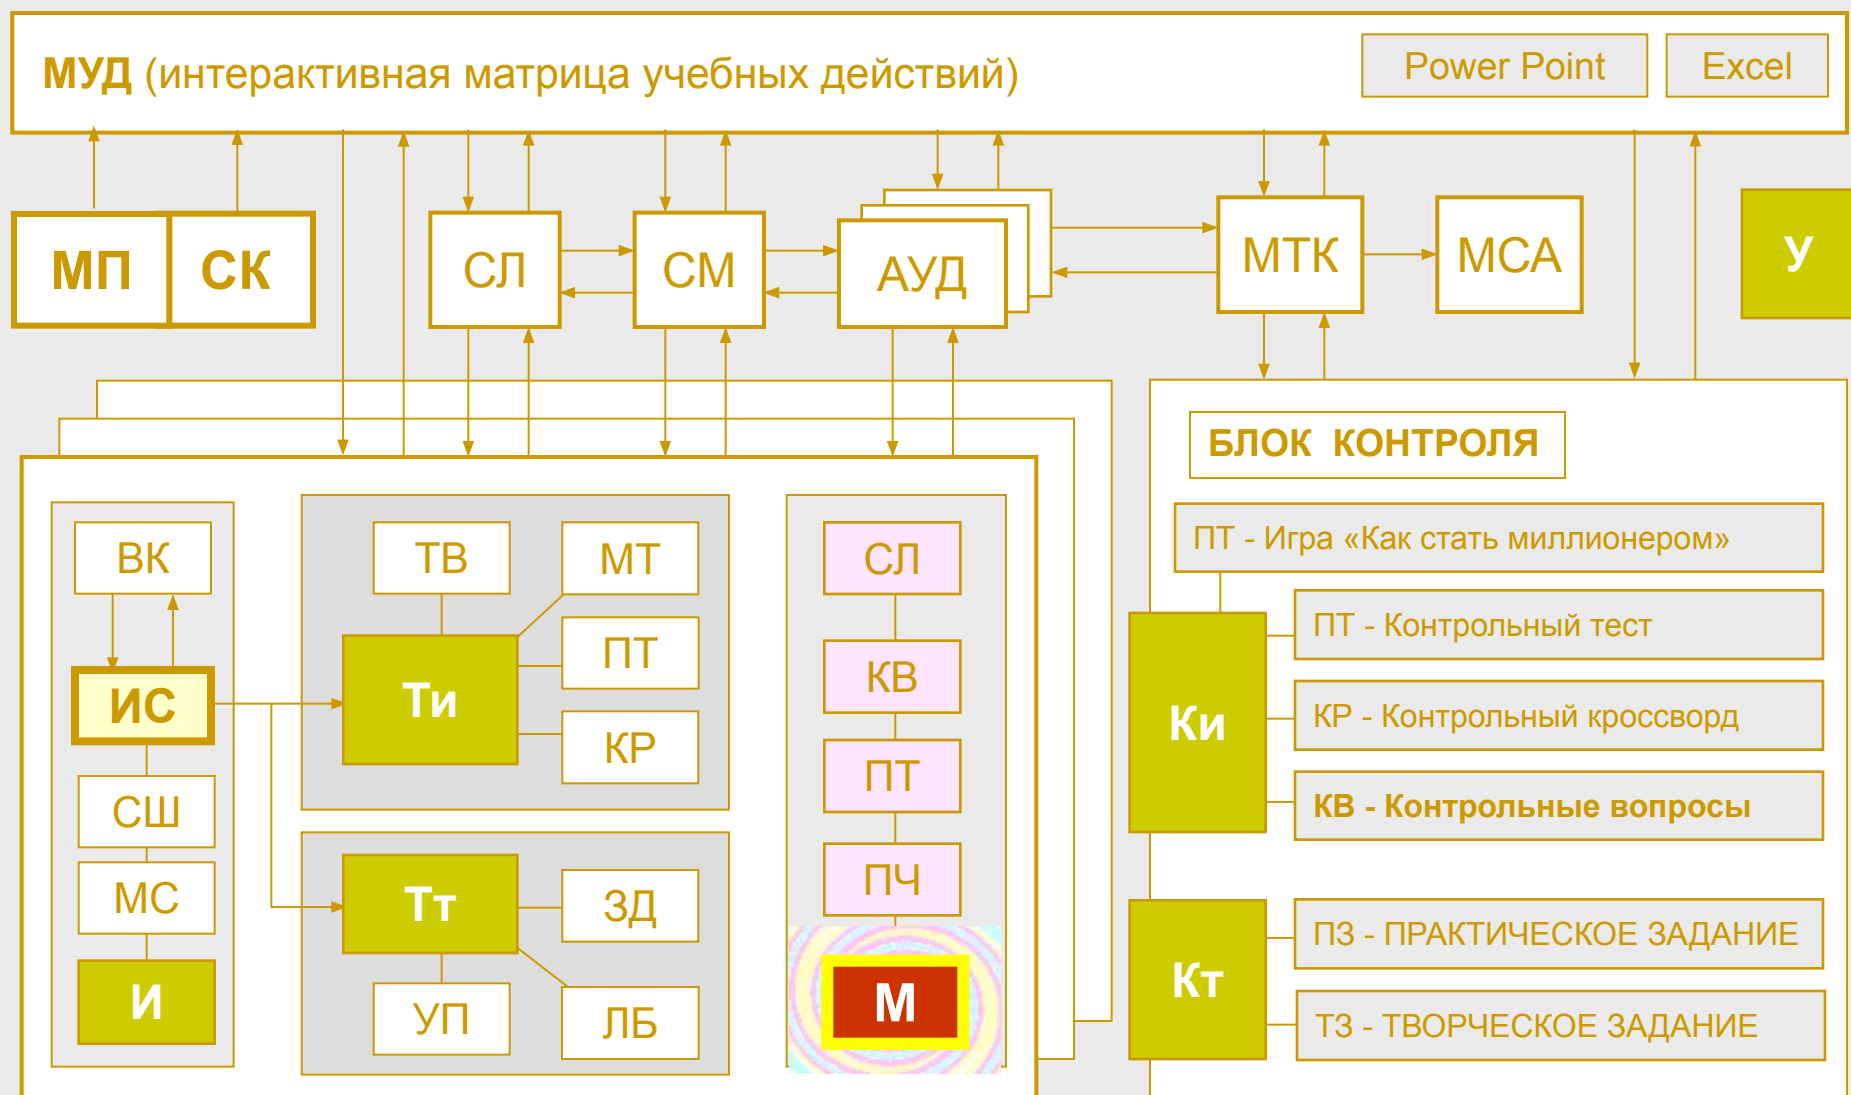 МУД (интерактивная матрица учебных действий)
Power Point
Excel
МП
СК
СЛ
СМ
АУД
МТК
МСА
У
БЛОК КОНТРОЛЯ
ВК
ИС
СШ
МС
И
ТВ
МТ
ПТ
КР
Ти
Тт
ЗД
УП
ЛБ
СЛ
КВ
ПТ
ПЧ
М
ПТ - Игра «Как стать миллионером»
Ки
ПТ - Контрольный тест
КР - Контрольный кроссворд
КВ - Контрольные вопросы
Кт
ПЗ - ПРАКТИЧЕСКОЕ ЗАДАНИЕ
ТЗ - ТВОРЧЕСКОЕ ЗАДАНИЕ